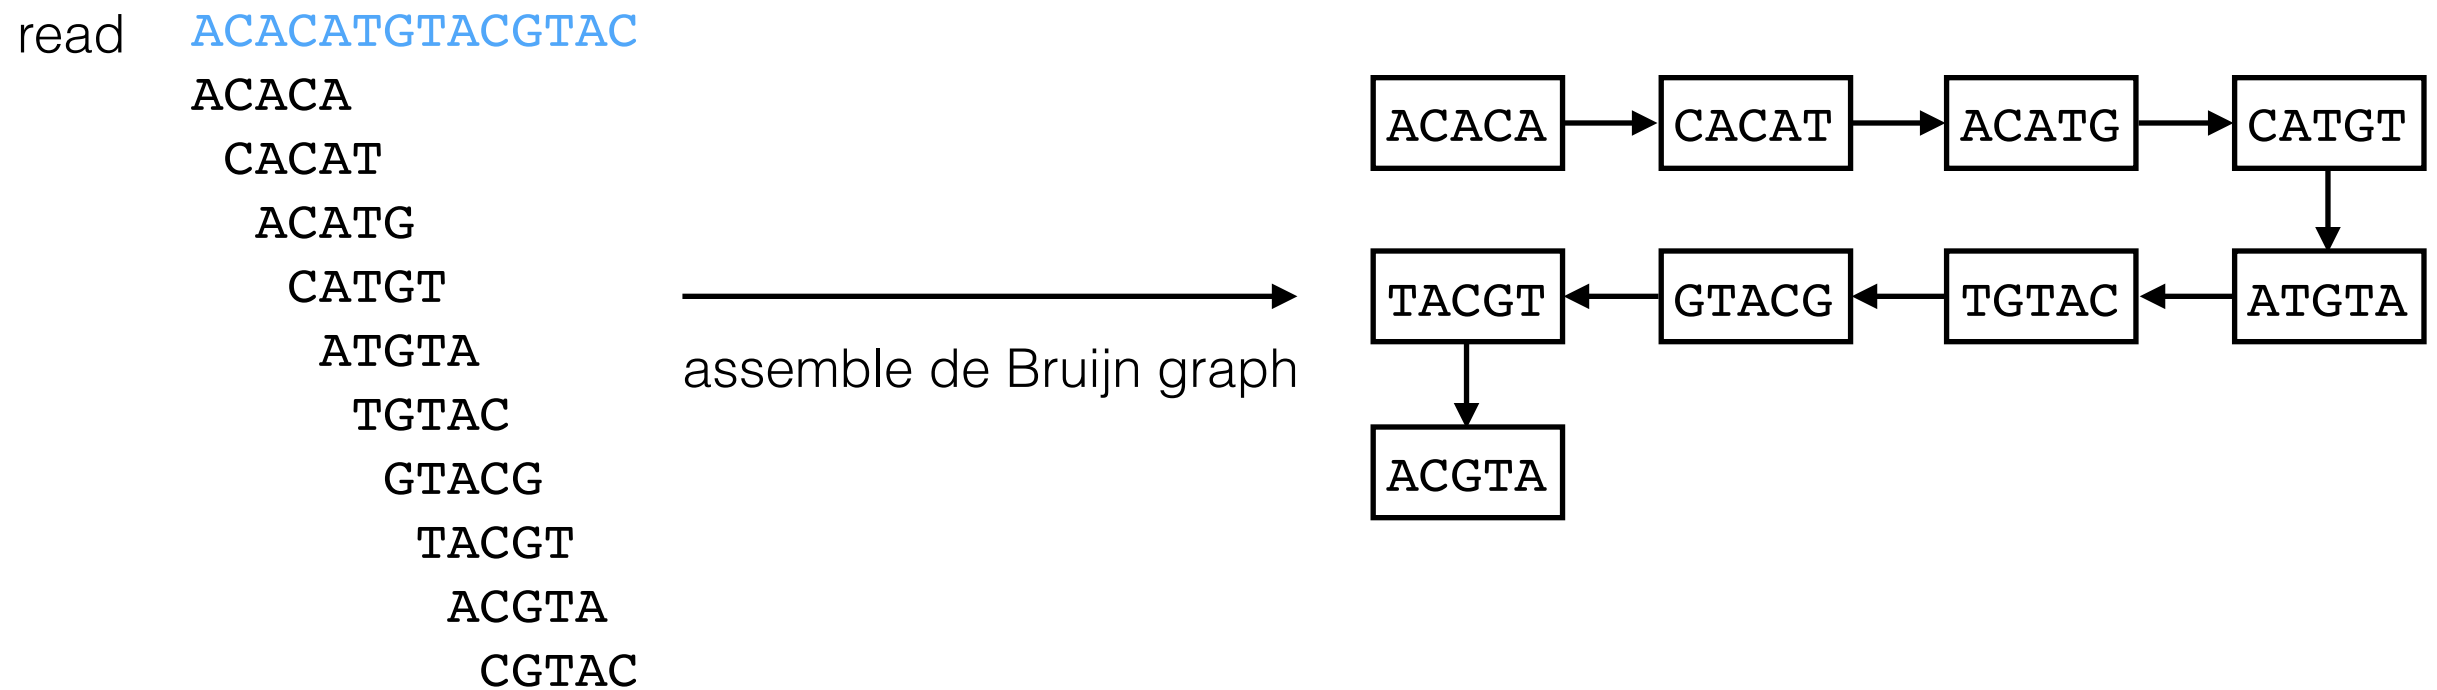 read ACACATGTACGTAC
ACACA
CACAT
ACATG
CATGT
ATGTA
TGTAC
GTACG
TACGT
ACGTA
CGTAC
assemble de Bruijn graph
ACACA CACAT ACATG CATGT
TACGT GTACG TGTAC ATGTA
ACGTA